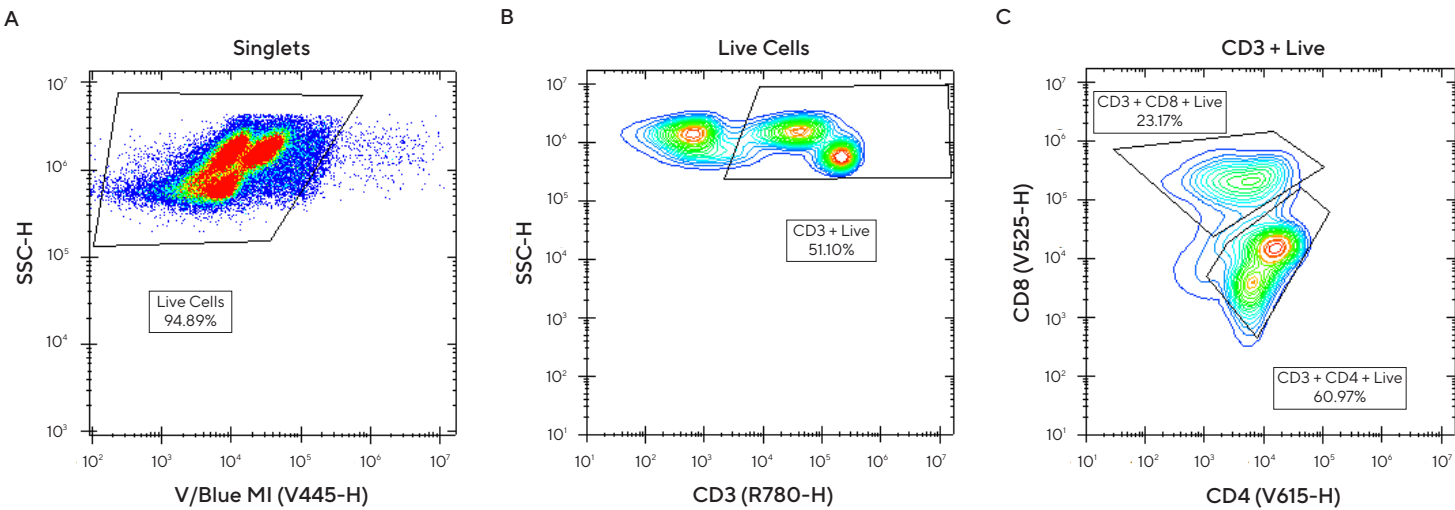 A
Singlets
10⁷
10⁶
10⁵
10⁴
10³
SSC-H
Live Cells
94.89%
10² 10³ 10⁴ 10⁵ 10⁶ 10⁷
V/Blue MI (V445-H)
B
Live Cells
10⁷
10⁶
10⁵
10⁴
10³
10²
10¹
SSC-H
CD3 + Live
51.10%
10¹ 10² 10³ 10⁴ 10⁵ 10⁶ 10⁷
CD3 (R780-H)
C
CD3 + Live
10⁷
10⁶
10⁵
10⁴
10³
10²
10¹
CD8 (V525-H)
CD3 + CD8 + Live
23.17%
CD3 + CD4 + Live
60.97%
10¹ 10² 10³ 10⁴ 10⁵ 10⁶ 10⁷
CD4 (V615-H)